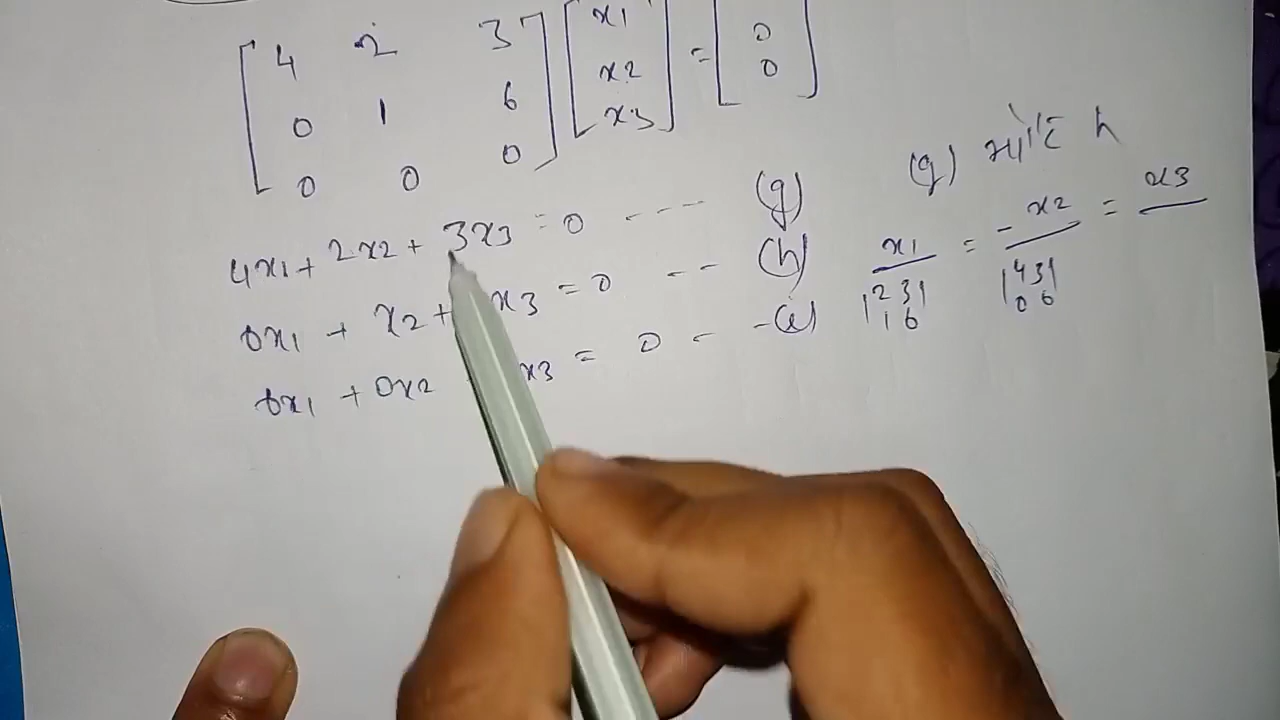 4 2 3 x1
0 1 6 x2 = 0
0 0 0 x3 0
4x1 + 2x2 + 3x3 = 0 --- (g)
0x1 + x2 + x3 = 0 -- (h)
0x1 + 0x2 x3 = 0 - -(i)
(g) h
x1 = - x2 = x3
|2 3| |4 3|
1 6 0 6